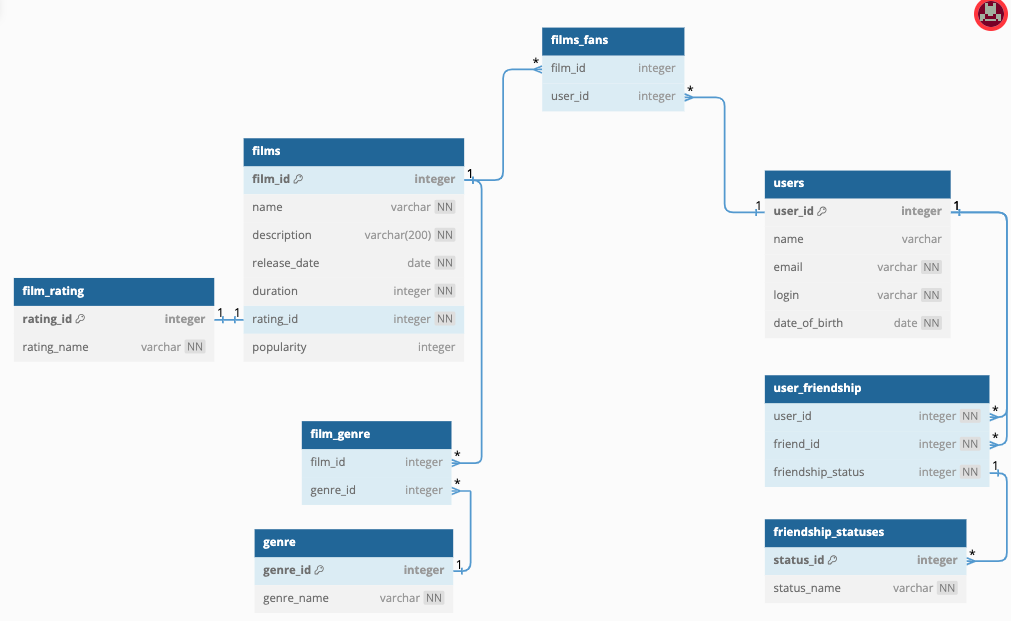 films_fans
* film_id integer
user_id integer *
films
film_id integer NN 1
name varchar NN
description varchar(200) NN
release_date date NN
duration integer NN
1 1 rating_id integer NN
popularity integer
film_rating
rating_id integer
rating_name varchar NN
users
1 user_id integer 1
name varchar
email varchar NN
login varchar NN
date_of_birth date NN
user_friendship
user_id integer NN *
friend_id integer NN *
friendship_status integer NN 1
film_genre
film_id integer *
genre_id integer *
genre
genre_id integer 1
genre_name varchar NN
friendship_statuses
status_id integer *
status_name varchar NN